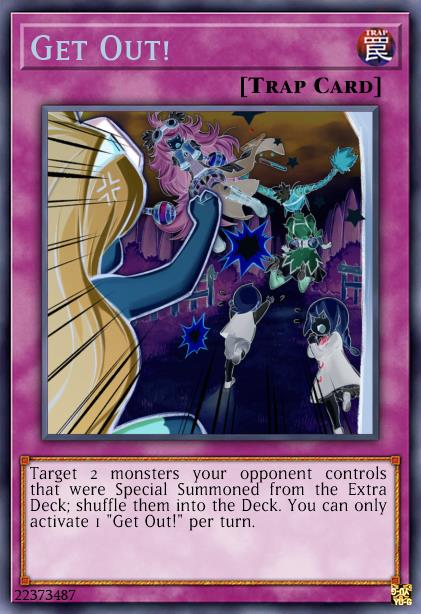 Get Out!
TRAP
罠
[Trap Card]
Target 2 monsters your opponent controls
that were Special Summoned from the Extra
Deck; shuffle them into the Deck. You can only
activate 1 "Get Out!" per turn.
22373487